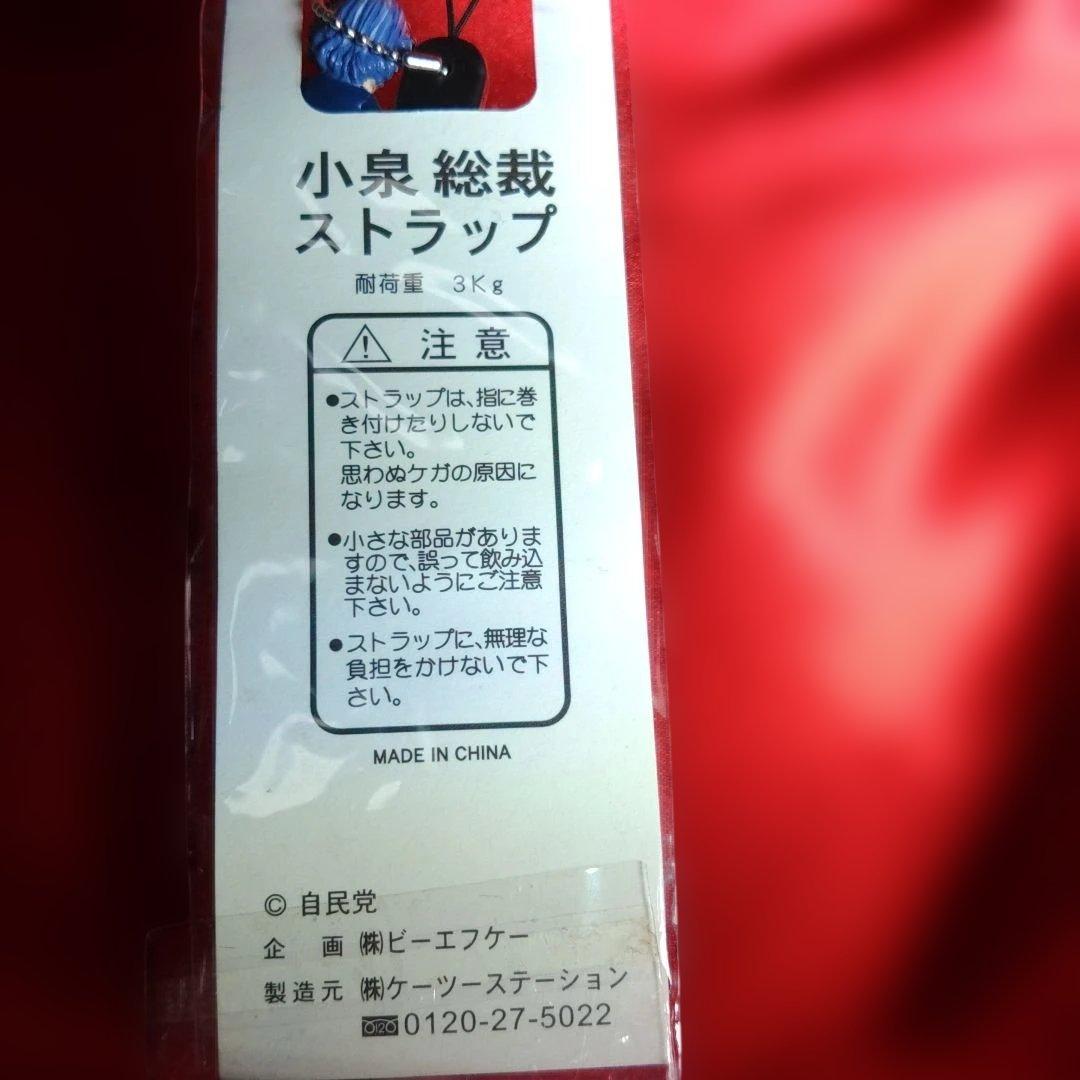 小泉 総裁
ストラップ
耐荷重　3Kg
注意
●ストラップは、指に巻
き付けたりしないで
下さい。
思わぬケガの原因に
なります。
●小さな部品がありま
すので、誤って飲み込
まないようにご注意
下さい。
●ストラップに、無理な
負担をかけないで下
さい。
MADE IN CHINA
© 自民党
企　画 ㈱ビーエフケー
製造元 ㈱ケーツーステーション
0120-27-5022